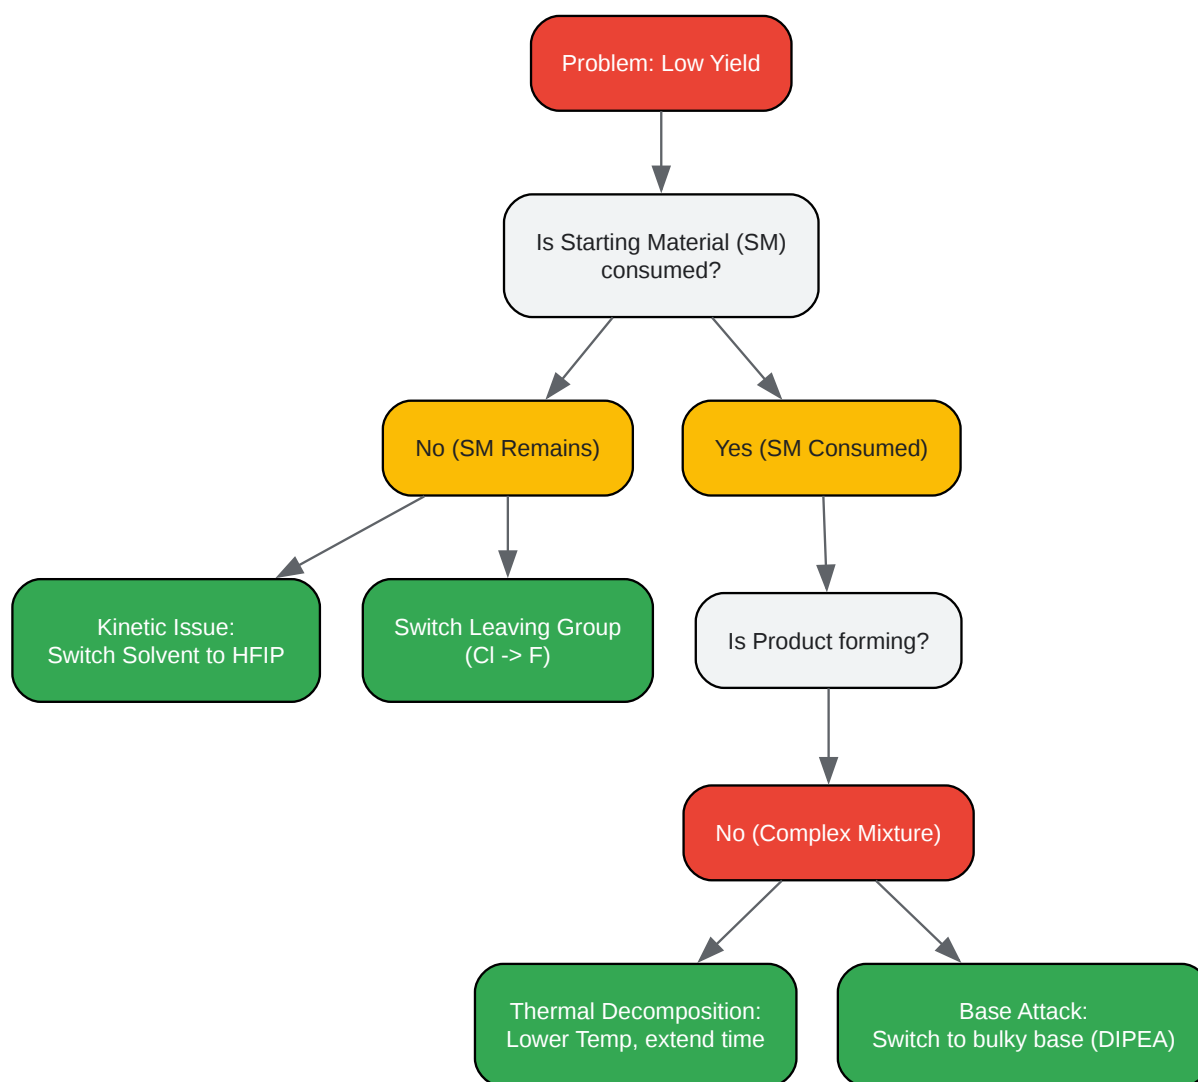 Problem: Low Yield
Is Starting Material (SM)
consumed?
No (SM Remains)
Yes (SM Consumed)
Kinetic Issue:
Switch Solvent to HFIP
Switch Leaving Group
(Cl -> F)
Is Product forming?
No (Complex Mixture)
Thermal Decomposition:
Lower Temp, extend time
Base Attack:
Switch to bulky base (DIPEA)